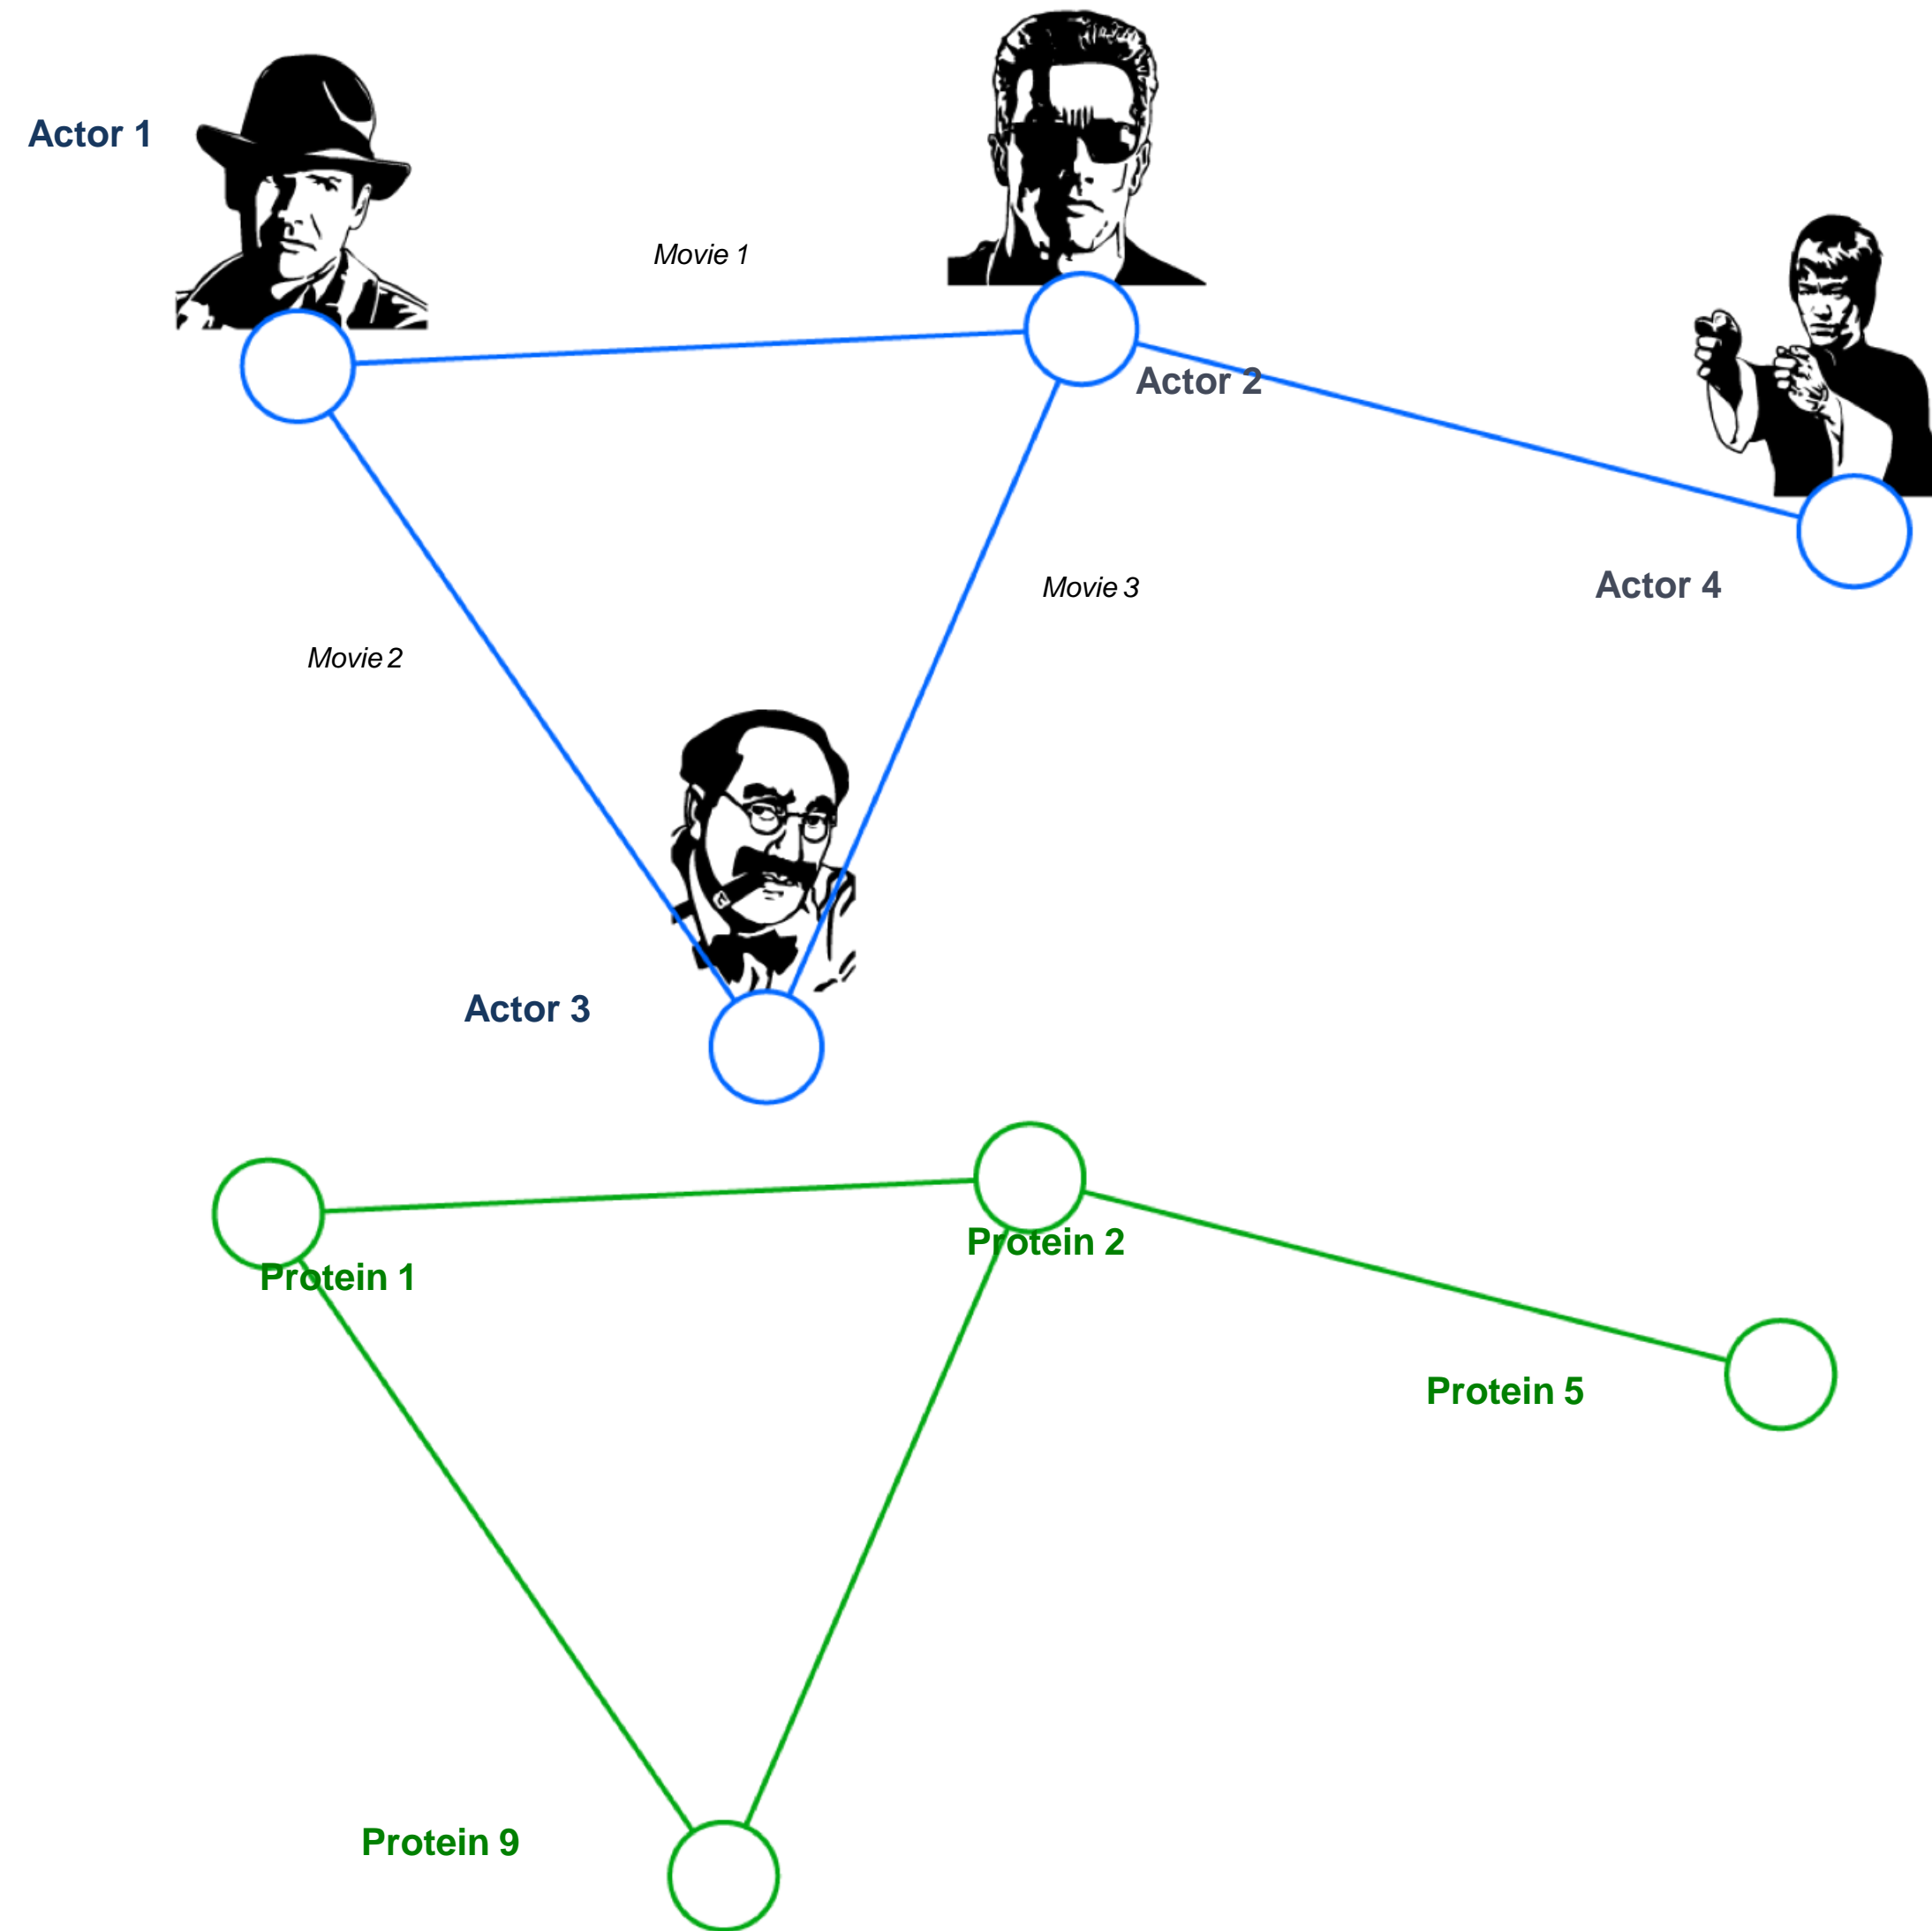 Actor 1
Movie 1
Actor 2
Actor 4
Movie 3
Movie 2
Actor 3
Protein 2
Protein 1
Protein 5
Protein 9